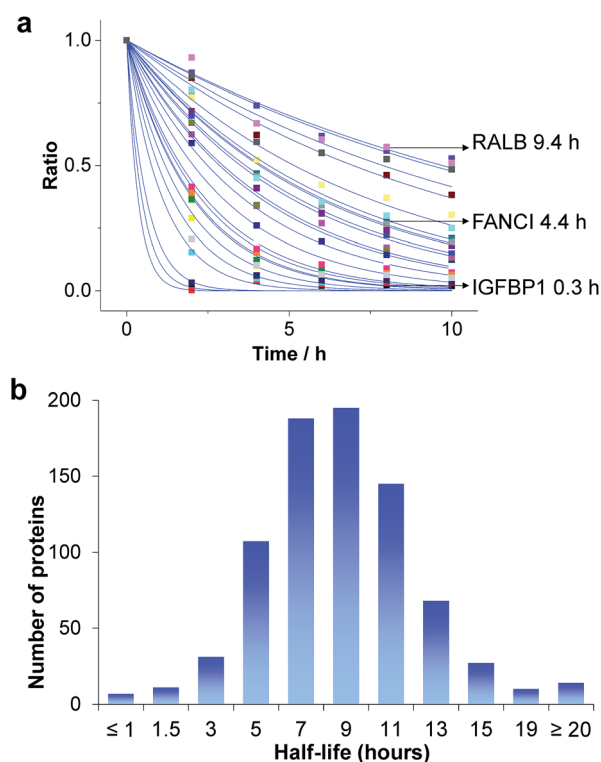 a
1.0
0.5
0.0
Ratio
RALB 9.4 h
FANCI 4.4 h
IGFBP1 0.3 h
0 5 10
Time / h
b
200
150
100
50
0
Number of proteins
≤ 1 1.5 3 5 7 9 11 13 15 19 ≥ 20
Half-life (hours)